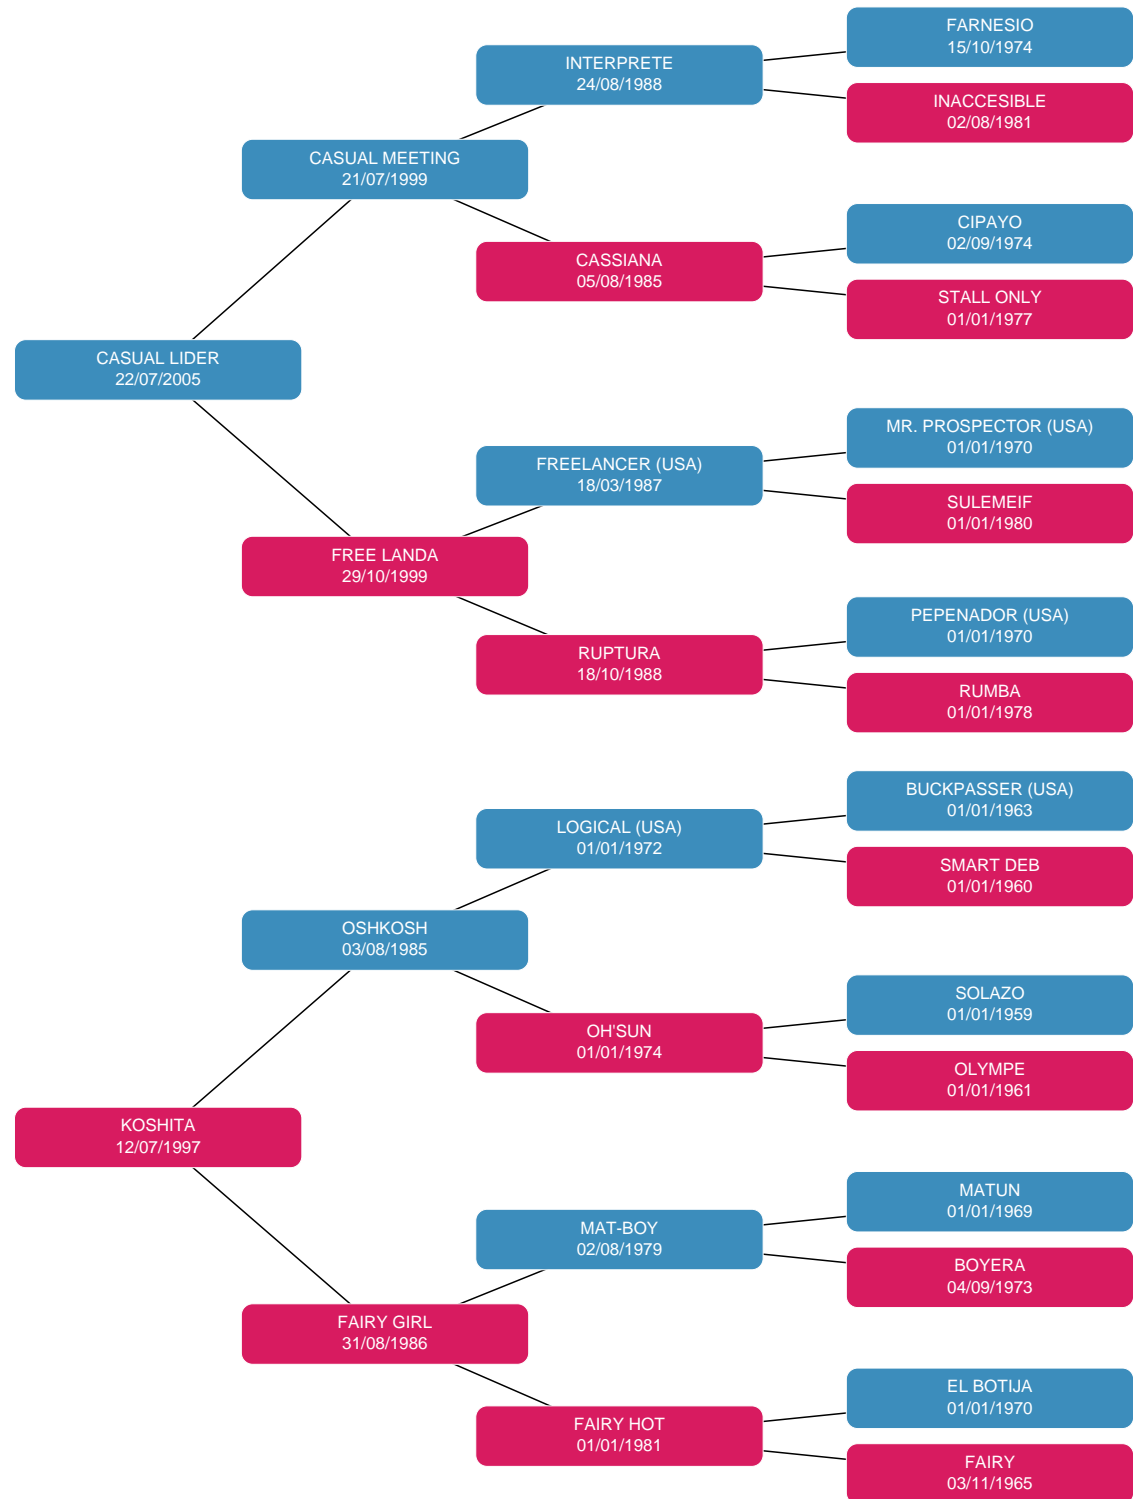 FARNESIO
15/10/1974
INTERPRETE
24/08/1988
INACCESIBLE
02/08/1981
CASUAL MEETING
21/07/1999
CIPAYO
02/09/1974
CASSIANA
05/08/1985
STALL ONLY
01/01/1977
CASUAL LIDER
22/07/2005
MR. PROSPECTOR (USA)
01/01/1970
FREELANCER (USA)
18/03/1987
SULEMEIF
01/01/1980
FREE LANDA
29/10/1999
PEPENADOR (USA)
01/01/1970
RUPTURA
18/10/1988
RUMBA
01/01/1978
BUCKPASSER (USA)
01/01/1963
LOGICAL (USA)
01/01/1972
SMART DEB
01/01/1960
OSHKOSH
03/08/1985
SOLAZO
01/01/1959
OH'SUN
01/01/1974
OLYMPE
01/01/1961
KOSHITA
12/07/1997
MATUN
01/01/1969
MAT-BOY
02/08/1979
BOYERA
04/09/1973
FAIRY GIRL
31/08/1986
EL BOTIJA
01/01/1970
FAIRY HOT
01/01/1981
FAIRY
03/11/1965